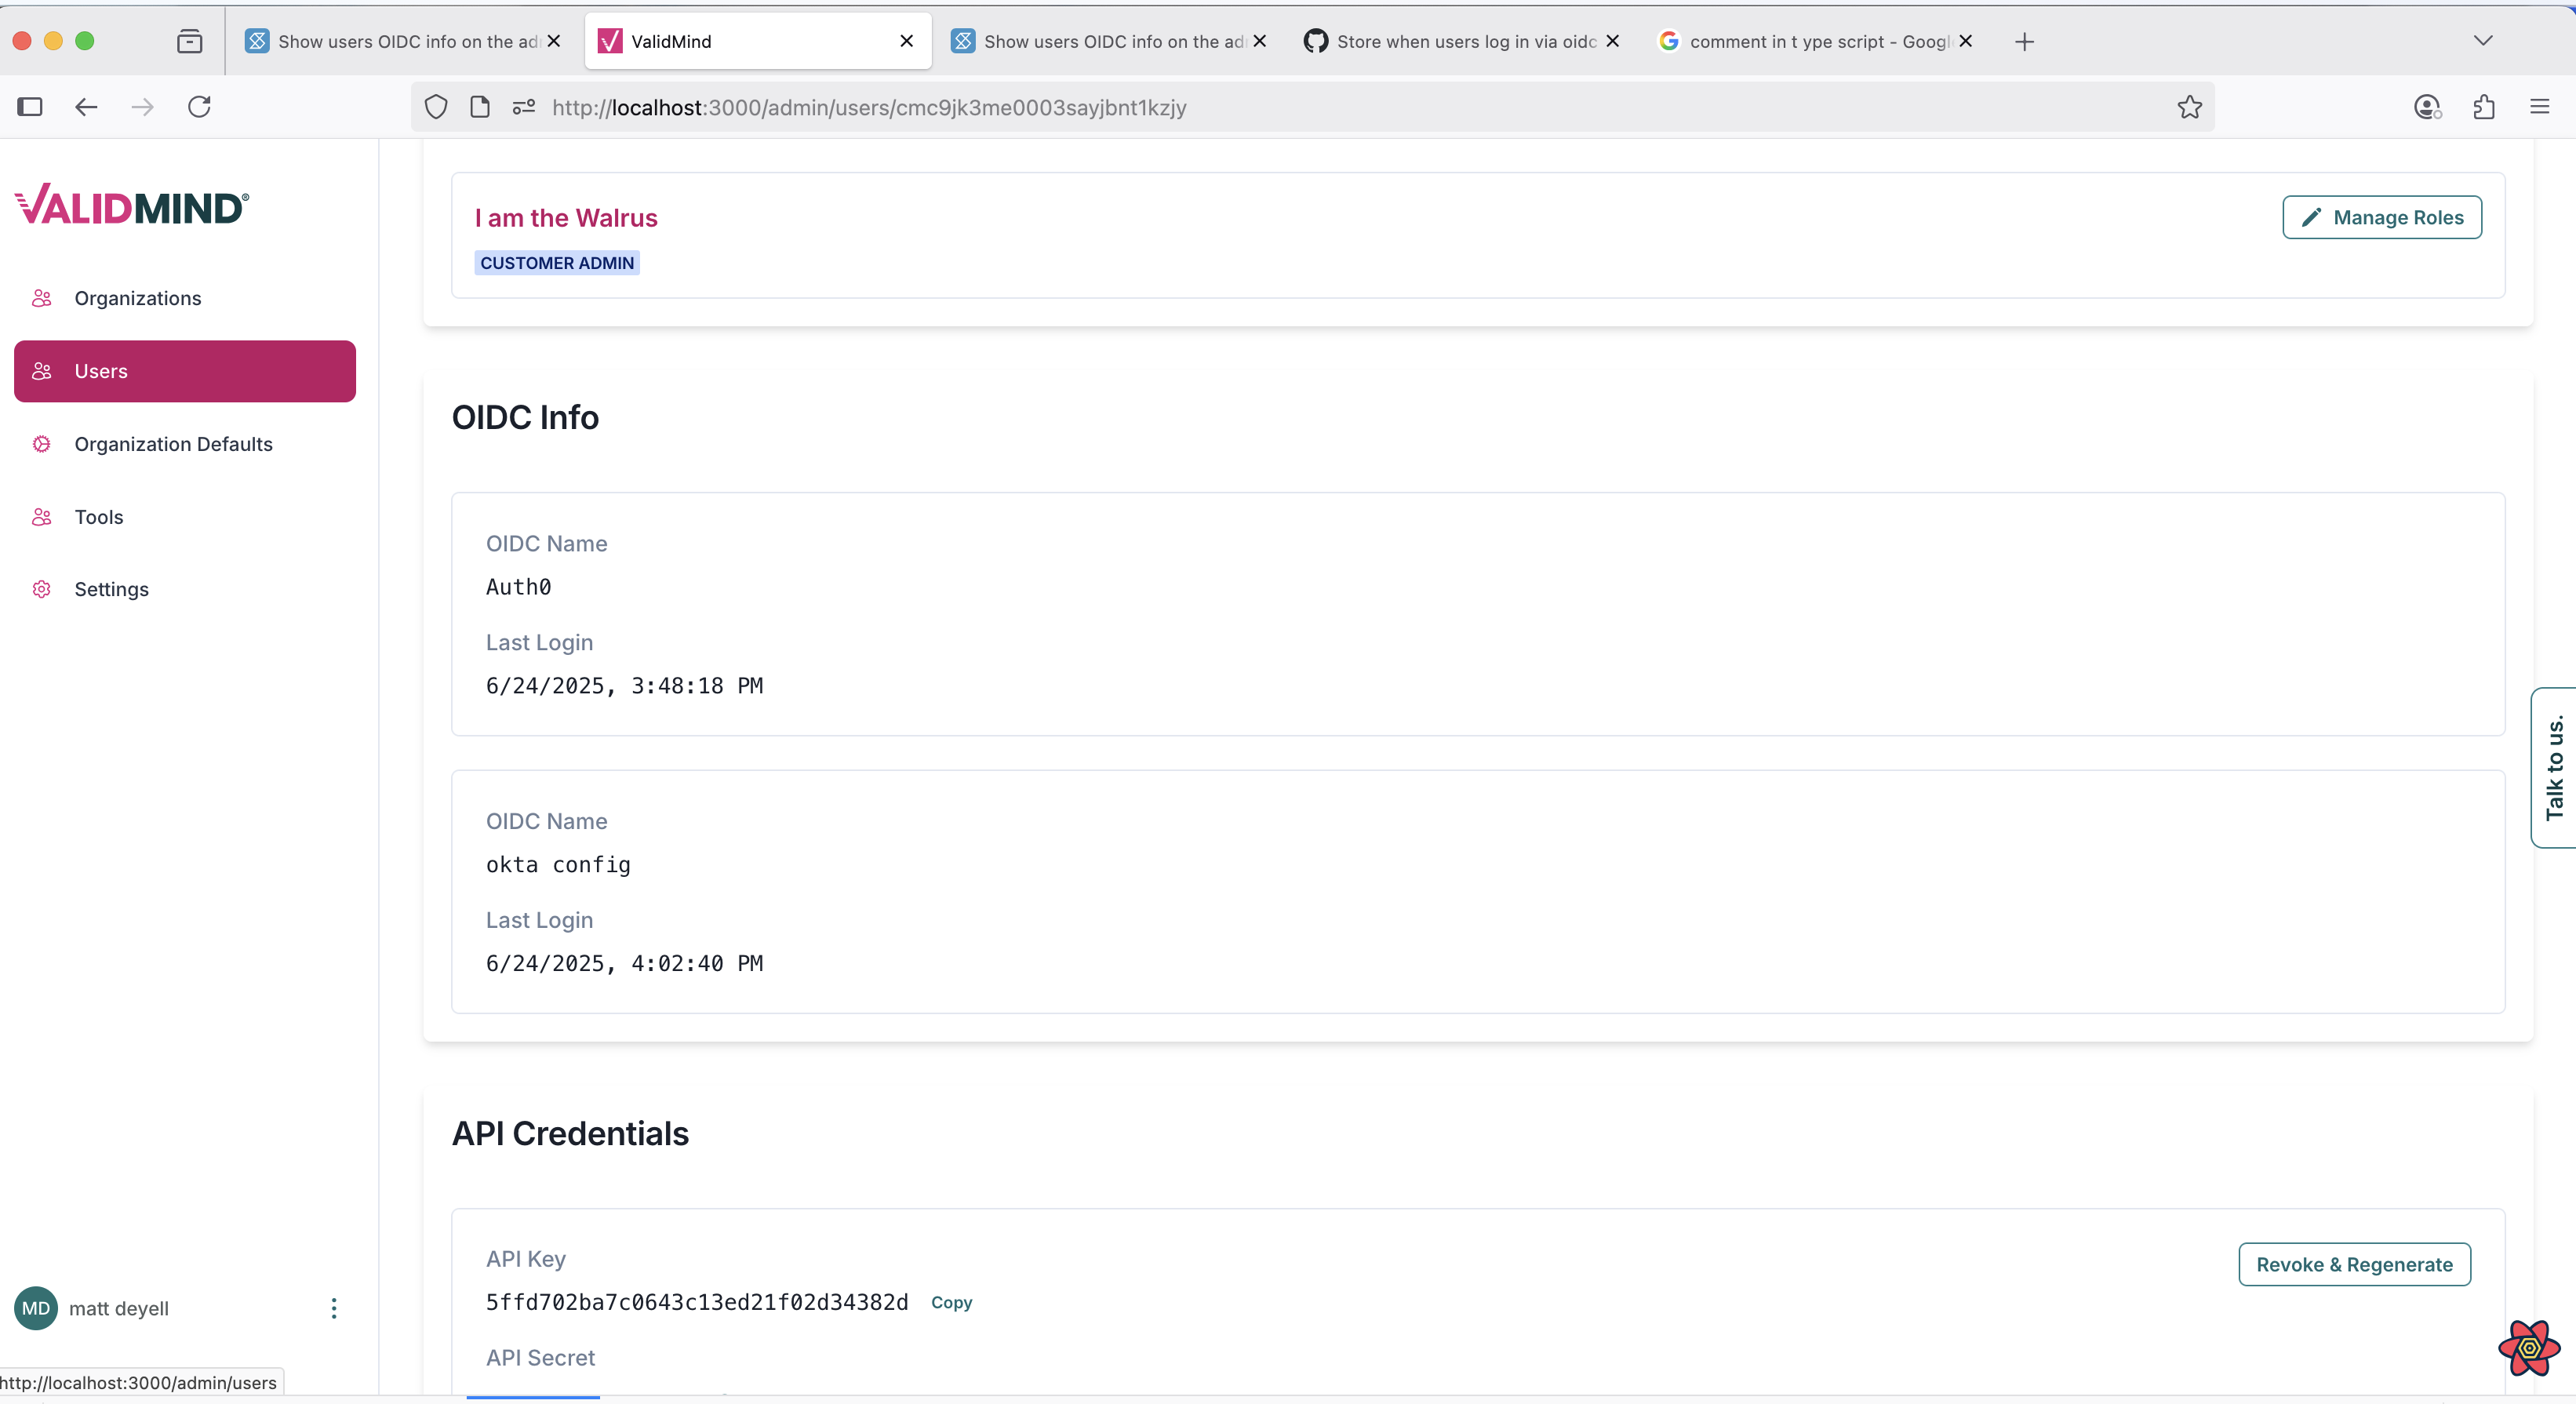 Show users OIDC info on the ad
ValidMind
Show users OIDC info on the ad
Store when users log in via oidc
comment in t ype script - Googl
http://localhost:3000/admin/users/cmc9jk3me0003sayjbnt1kzjy
VALIDMIND®
Organizations
Users
Organization Defaults
Tools
Settings
MD
matt deyell
http://localhost:3000/admin/users
I am the Walrus
Manage Roles
CUSTOMER ADMIN
OIDC Info
OIDC Name
Auth0
Last Login
6/24/2025, 3:48:18 PM
OIDC Name
okta config
Last Login
6/24/2025, 4:02:40 PM
API Credentials
API Key
Revoke & Regenerate
5ffd702ba7c0643c13ed21f02d34382d
Copy
API Secret
Talk to us.